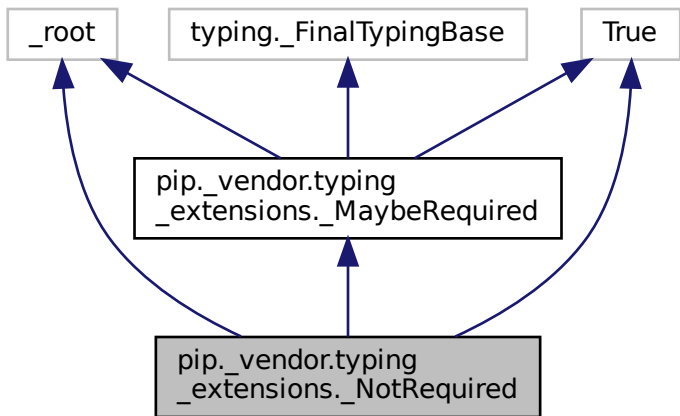 _root
typing._FinalTypingBase
True
pip._vendor.typing
_extensions._MaybeRequired
pip._vendor.typing
_extensions._NotRequired